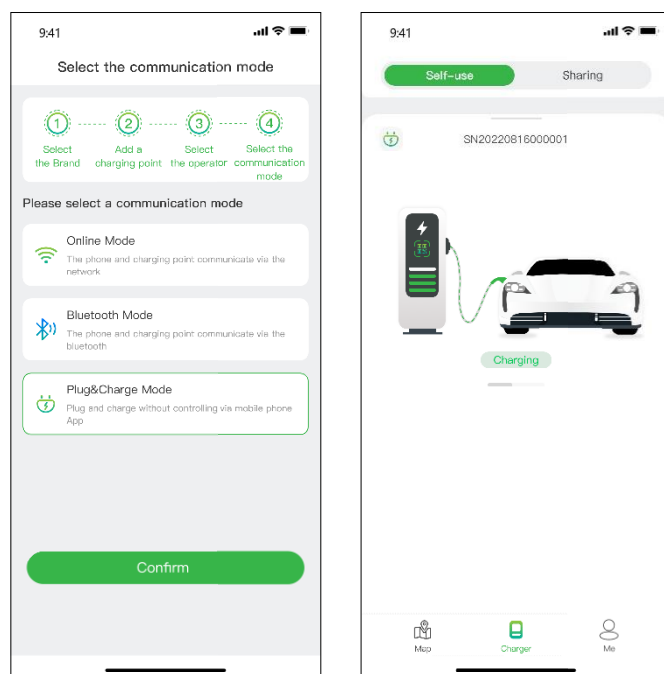 9:41
Select the communication mode
1
2
3
4
Select
the Brand
Add a
charging point
Select
the operator
Select the
communication
mode
Please select a communication mode
Online Mode
The phone and charging point communicate via the
network
Bluetooth Mode
The phone and charging point communicate via the
bluetooth
Plug&Charge Mode
Plug and charge without controlling via mobile phone
App
Confirm
9:41
Self-use
Sharing
SN20220816000001
Charging
Map
Charger
Me